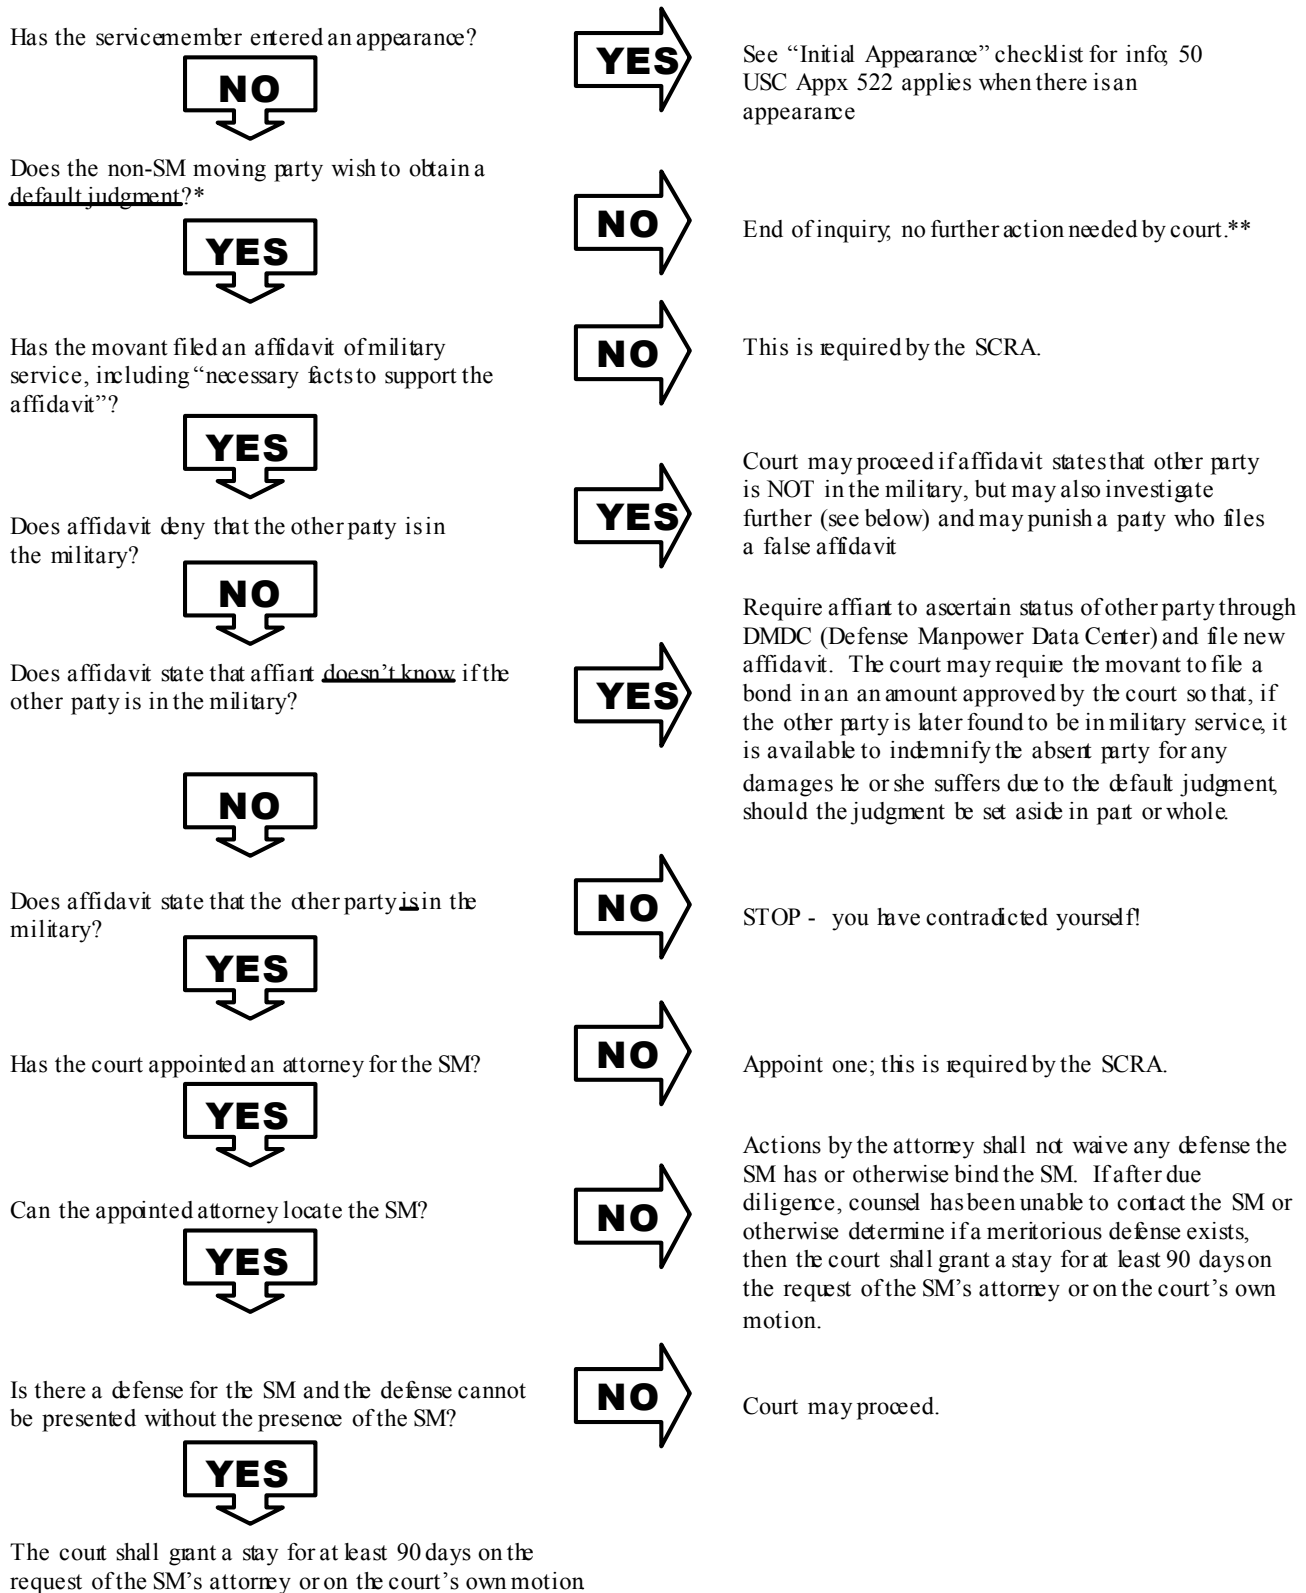 Has the servicemember entered an appearance?
YES
See “Initial Appearance” checklist for info; 50
USC Appx 522 applies when there is an
appearance
NO
Does the non-SM moving party wish to obtain a
default judgment?*
NO
End of inquiry; no further action needed by court.**
YES
Has the movant filed an affidavit of military
service, including “necessary facts to support the
affidavit”?
NO
This is required by the SCRA.
YES
Does affidavit deny that the other party is in
the military?
YES
Court may proceed if affidavit states that other party
is NOT in the military, but may also investigate
further (see below) and may punish a party who files
a false affidavit
NO
Does affidavit state that affiant doesn’t know if the
other party is in the military?
YES
Require affiant to ascertain status of other party through
DMDC (Defense Manpower Data Center) and file new
affidavit. The court may require the movant to file a
bond in an an amount approved by the court so that, if
the other party is later found to be in military service, it
is available to indemnify the absent party for any
damages he or she suffers due to the default judgment,
should the judgment be set aside in part or whole.
NO
Does affidavit state that the other party is in the
military?
NO
STOP - you have contradicted yourself!
YES
Has the court appointed an attorney for the SM?
NO
Appoint one; this is required by the SCRA.
YES
Can the appointed attorney locate the SM?
NO
Actions by the attorney shall not waive any defense the
SM has or otherwise bind the SM. If after due
diligence, counsel has been unable to contact the SM or
otherwise determine if a meritorious defense exists,
then the court shall grant a stay for at least 90 days on
the request of the SM’s attorney or on the court’s own
motion.
YES
Is there a defense for the SM and the defense cannot
be presented without the presence of the SM?
NO
Court may proceed.
YES
The court shall grant a stay for at least 90 days on the
request of the SM’s attorney or on the court’s own motion.